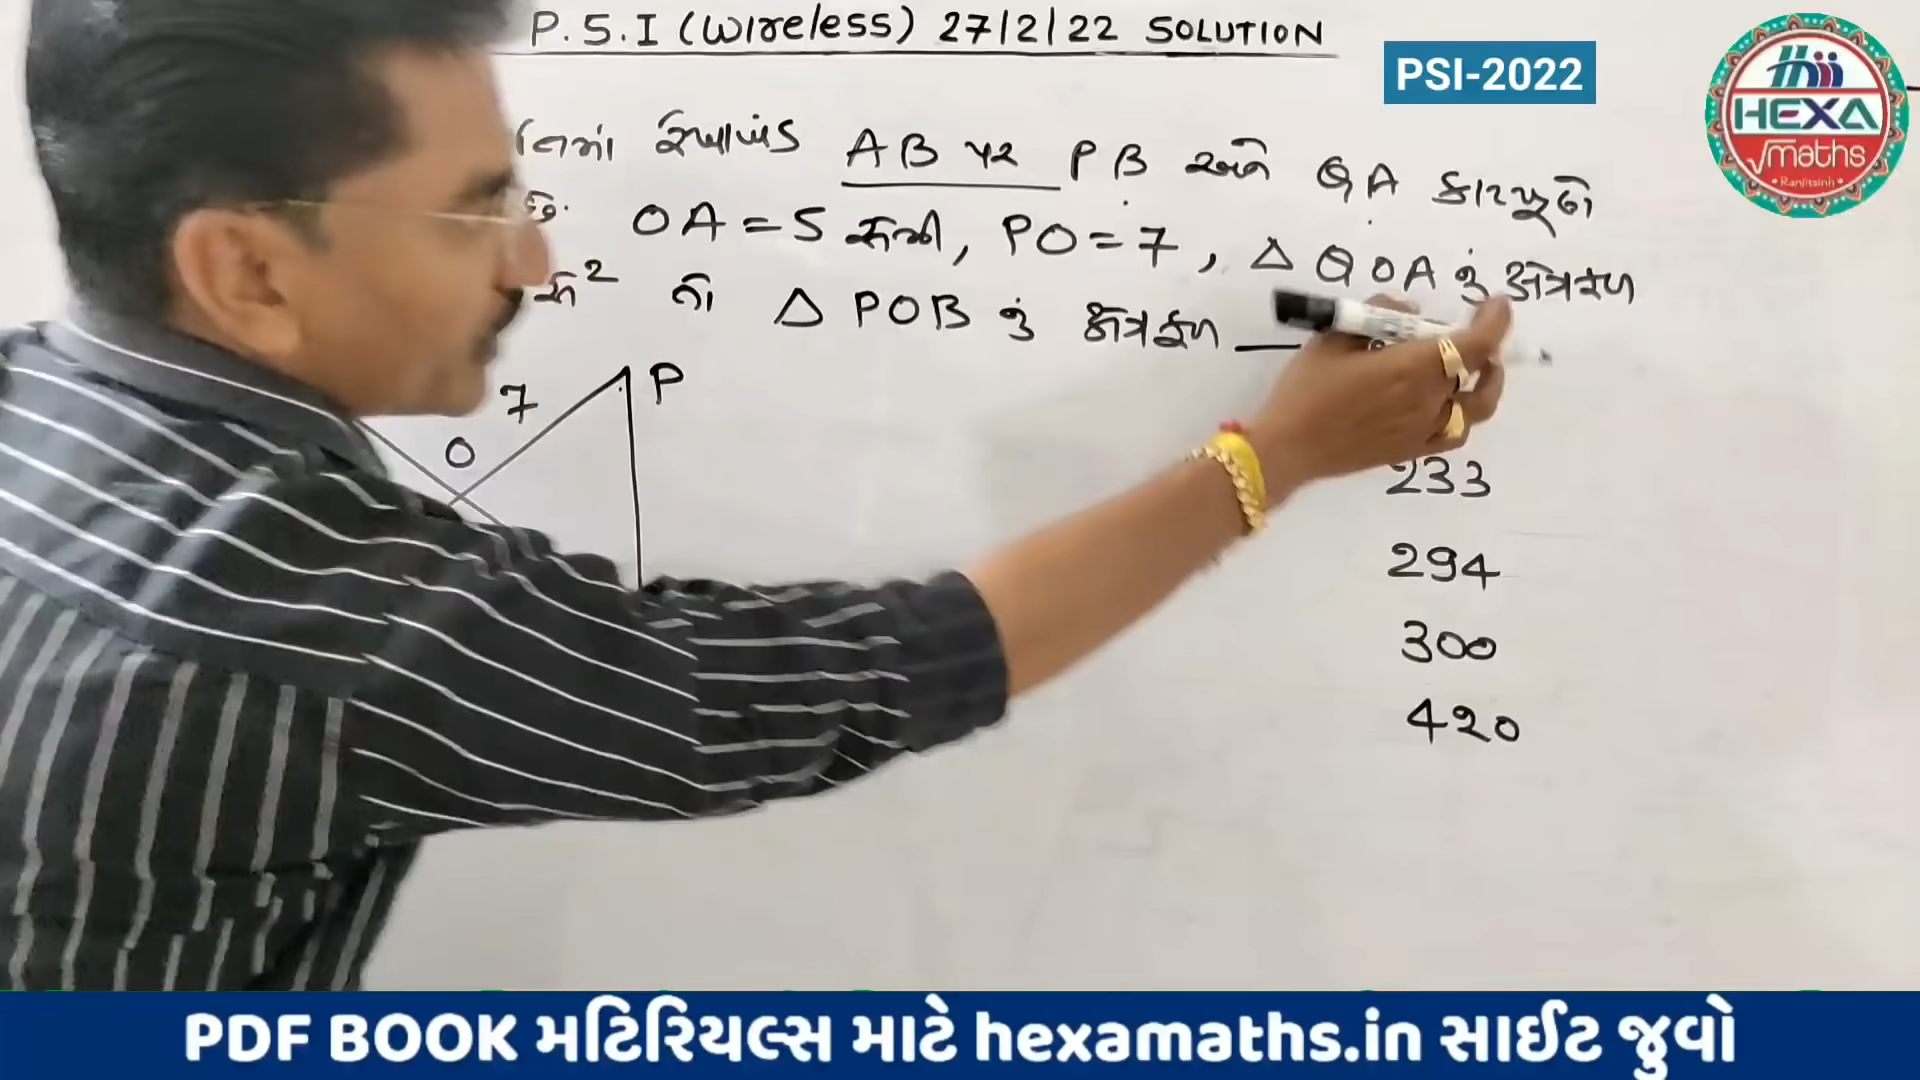 P.S.I (Wireless) 27/2/22 SOLUTION
PSI-2022
HEXA
√maths
Ranjitsinh
AB પર PB અને QA કાટખૂણે
OA = 5 સેમી, PO = 7, Δ QOA નું ક્ષેત્રફળ
2 તો Δ POB નું ક્ષેત્રફળ
7 P
O
233
294
300
420
PDF BOOK મટિરિયલ્સ માટે hexamaths.in સાઈટ જુવો